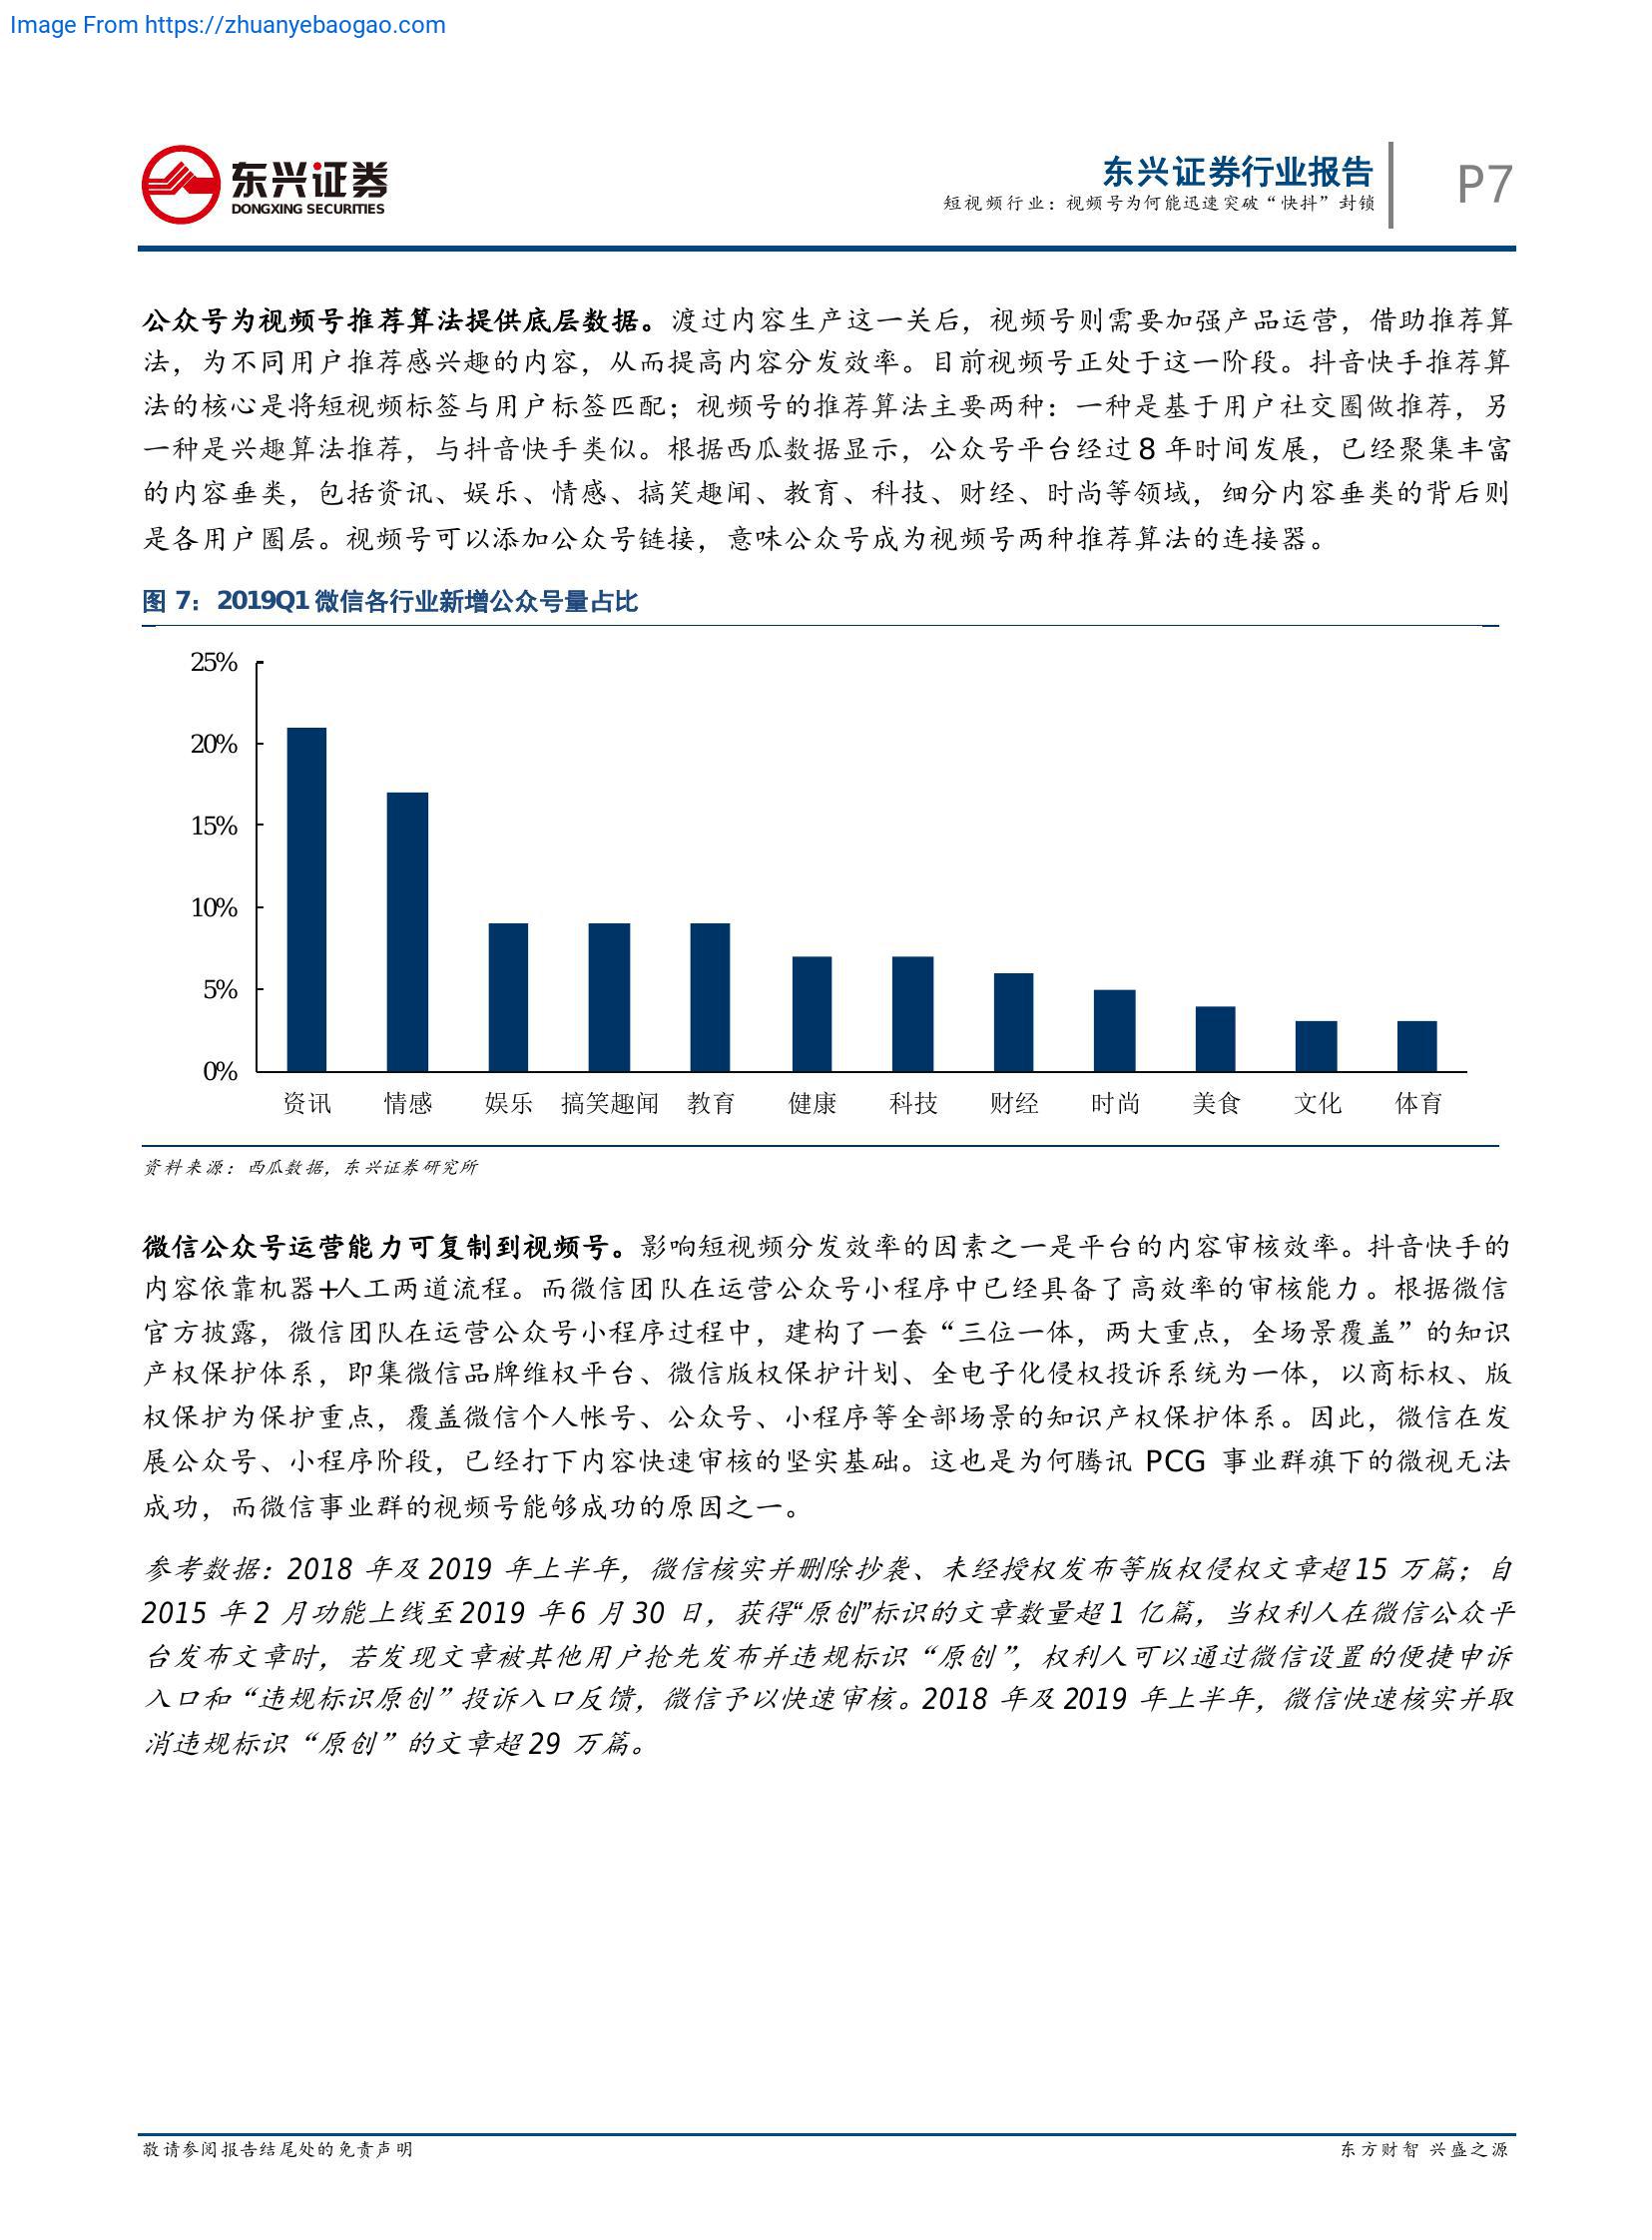 Image From https://zhuanyebaogao.com
东兴证券
DONGXING SECURITIES
东兴证券行业报告
短视频行业：视频号为何能迅速突破“快抖”封锁
P7
公众号为视频号推荐算法提供底层数据。渡过内容生产这一关后，视频号则需要加强产品运营，借助推荐算
法，为不同用户推荐感兴趣的内容，从而提高内容分发效率。目前视频号正处于这一阶段。抖音快手推荐算
法的核心是将短视频标签与用户标签匹配；视频号的推荐算法主要两种：一种是基于用户社交圈做推荐，另
一种是兴趣算法推荐，与抖音快手类似。根据西瓜数据显示，公众号平台经过 8 年时间发展，已经聚集丰富
的内容垂类，包括资讯、娱乐、情感、搞笑趣闻、教育、科技、财经、时尚等领域，细分内容垂类的背后则
是各用户圈层。视频号可以添加公众号链接，意味公众号成为视频号两种推荐算法的连接器。
图 7：2019Q1 微信各行业新增公众号量占比
25%
20%
15%
10%
5%
0%
资讯 情感 娱乐 搞笑趣闻 教育 健康 科技 财经 时尚 美食 文化 体育
资料来源：西瓜数据，东兴证券研究所
微信公众号运营能力可复制到视频号。影响短视频分发效率的因素之一是平台的内容审核效率。抖音快手的
内容依靠机器+人工两道流程。而微信团队在运营公众号小程序中已经具备了高效率的审核能力。根据微信
官方披露，微信团队在运营公众号小程序过程中，建构了一套“三位一体，两大重点，全场景覆盖”的知识
产权保护体系，即集微信品牌维权平台、微信版权保护计划、全电子化侵权投诉系统为一体，以商标权、版
权保护为保护重点，覆盖微信个人帐号、公众号、小程序等全部场景的知识产权保护体系。因此，微信在发
展公众号、小程序阶段，已经打下内容快速审核的坚实基础。这也是为何腾讯 PCG 事业群旗下的微视无法
成功，而微信事业群的视频号能够成功的原因之一。
参考数据：2018 年及 2019 年上半年，微信核实并删除抄袭、未经授权发布等版权侵权文章超 15 万篇；自
2015 年 2 月功能上线至 2019 年 6 月 30 日，获得“原创”标识的文章数量超 1 亿篇，当权利人在微信公众平
台发布文章时，若发现文章被其他用户抢先发布并违规标识“原创”，权利人可以通过微信设置的便捷申诉
入口和“违规标识原创”投诉入口反馈，微信予以快速审核。2018 年及 2019 年上半年，微信快速核实并取
消违规标识“原创”的文章超 29 万篇。
敬请参阅报告结尾处的免责声明
东方财智 兴盛之源